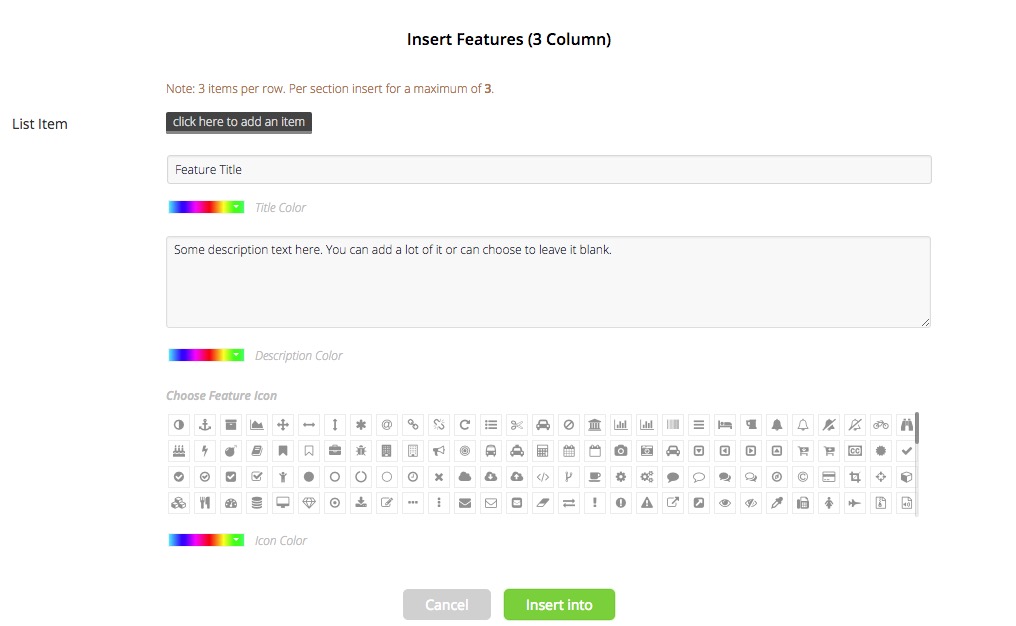 Insert Features (3 Column)
Note: 3 items per row. Per section insert for a maximum of 3.
List Item
click here to add an item
Feature Title
Title Color
Some description text here. You can add a lot of it or can choose to leave it blank.
Description Color
Choose Feature Icon
Icon Color
Cancel
Insert into